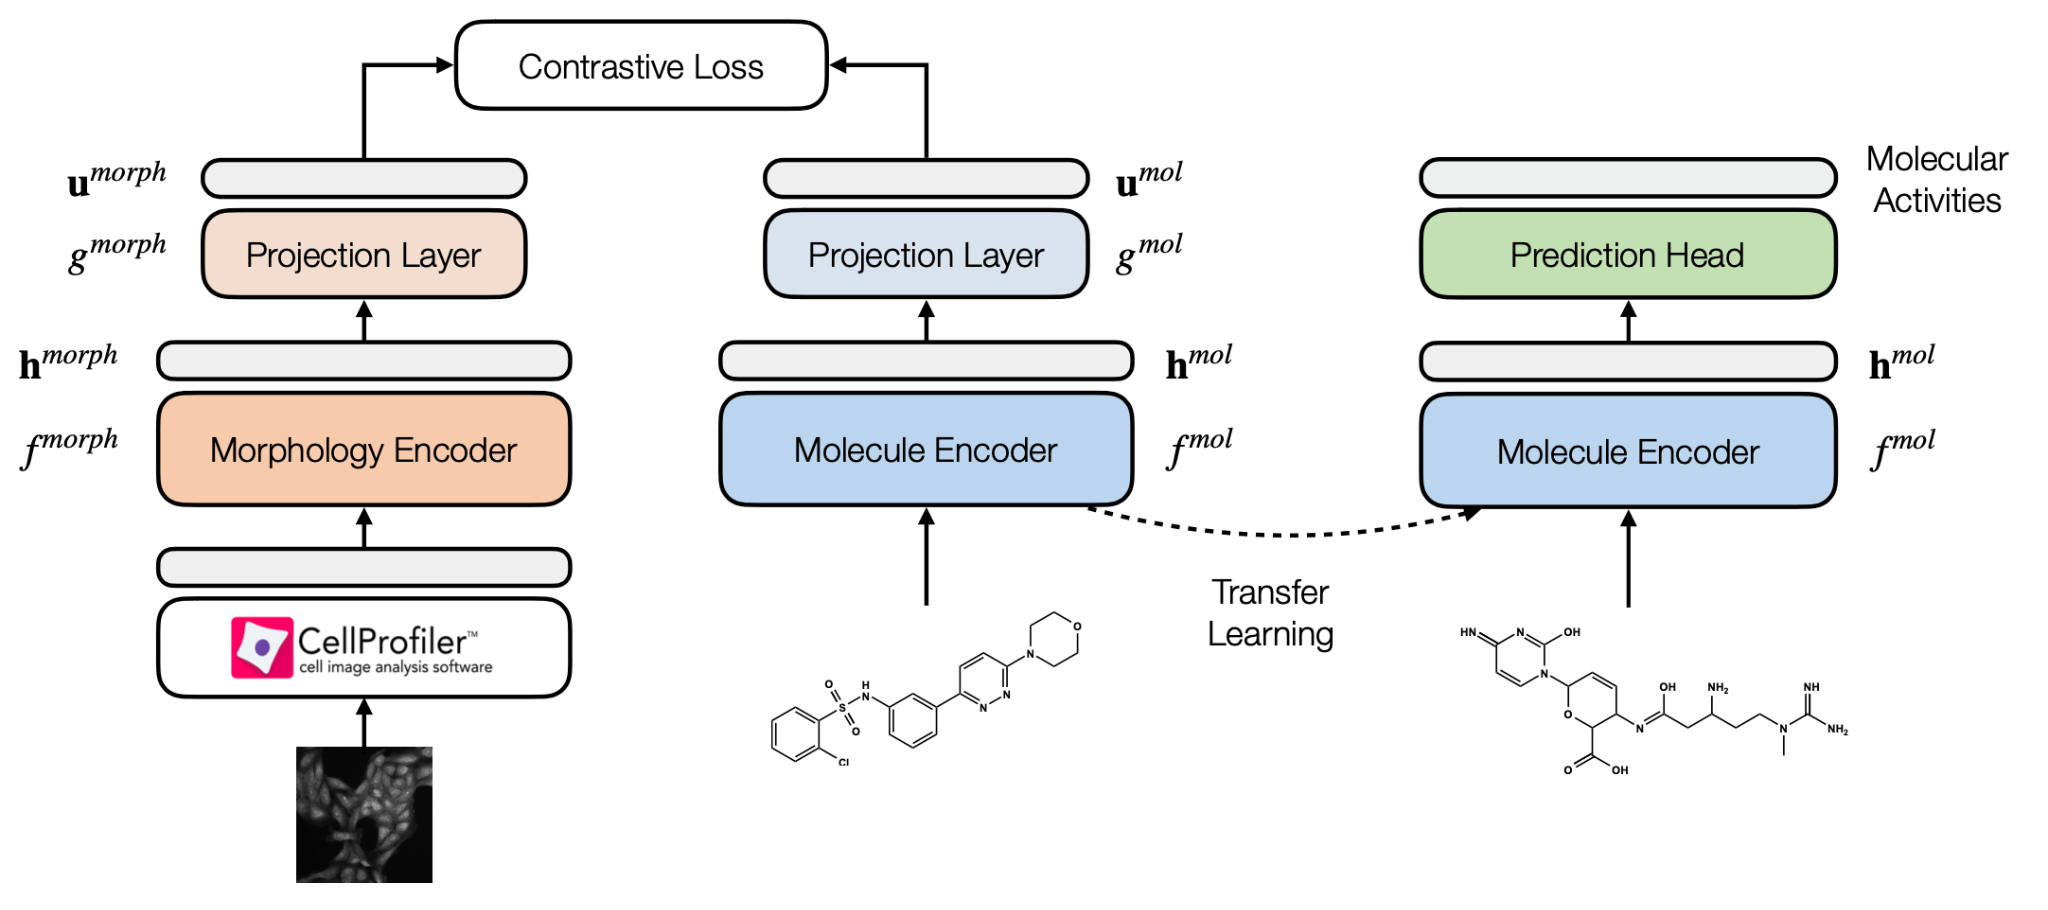 Contrastive Loss
u^morph
u^mol
Molecular
Activities
g^morph
Projection Layer
Projection Layer
g^mol
Prediction Head
h^morph
h^mol
h^mol
f^morph
Morphology Encoder
Molecule Encoder
f^mol
Molecule Encoder
f^mol
Transfer
Learning
CellProfiler™
cell image analysis software
O
N
N
N
H
N
O
S
O
Cl
HN
N
OH
N
O
N
OH
NH₂
NH
N
NH₂
O
OH